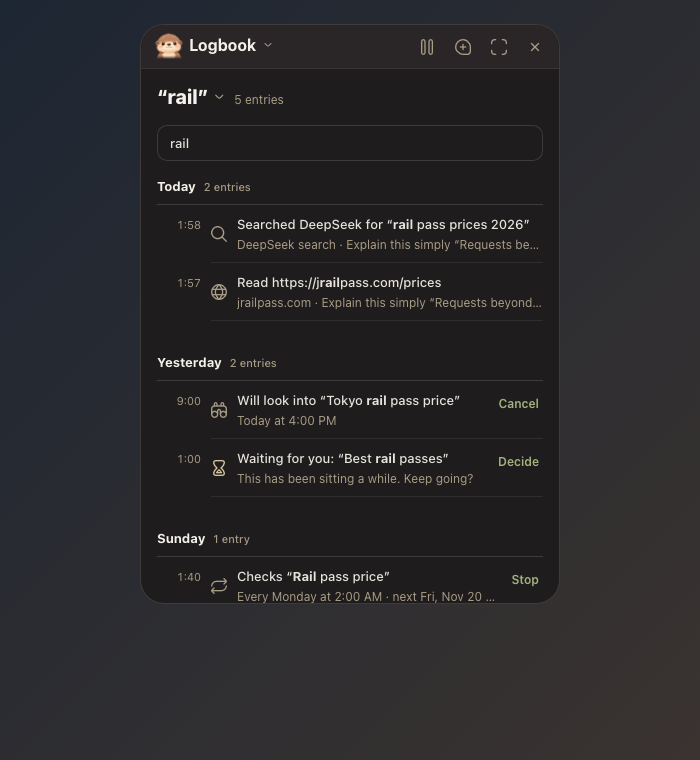 Logbook
“rail” 5 entries
rail
Today 2 entries
1:58 Searched DeepSeek for “rail pass prices 2026”
DeepSeek search · Explain this simply “Requests be…
1:57 Read https://jrailpass.com/prices
jrailpass.com · Explain this simply “Requests beyond…
Yesterday 2 entries
9:00 Will look into “Tokyo rail pass price” Cancel
Today at 4:00 PM
1:00 Waiting for you: “Best rail passes” Decide
This has been sitting a while. Keep going?
Sunday 1 entry
1:40 Checks “Rail pass price” Stop
Every Monday at 2:00 AM · next Fri, Nov 20 …